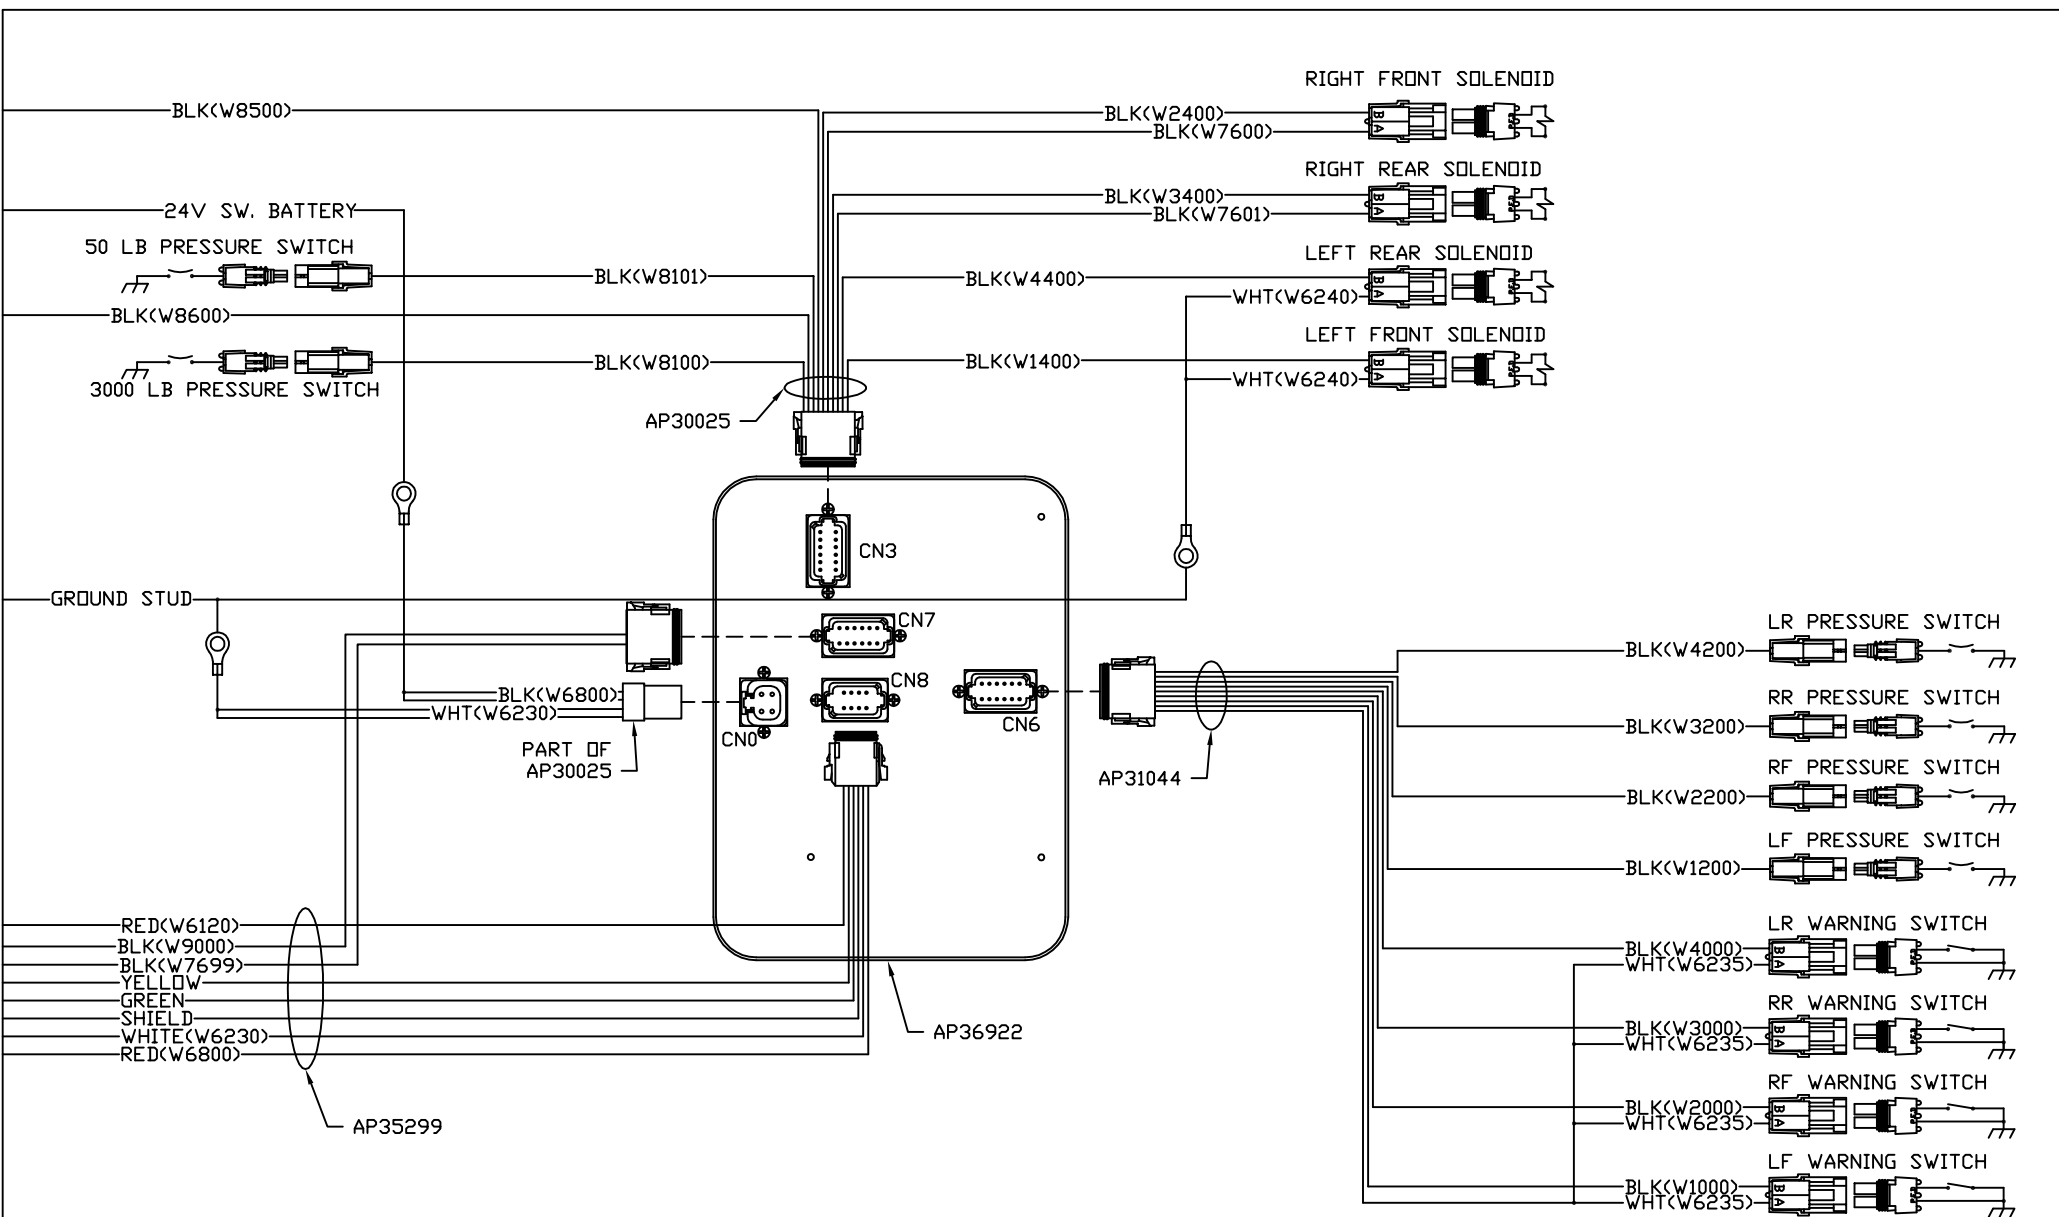 RIGHT FRONT SOLENOID
BLK(W8500)
BLK(W2400)
BLK(W7600)
B
A
RIGHT REAR SOLENOID
BLK(W3400)
BLK(W7601)
B
A
24V SW. BATTERY
50 LB PRESSURE SWITCH
BLK(W8101)
LEFT REAR SOLENOID
BLK(W4400)
WHT(W6240)
B
A
BLK(W8600)
LEFT FRONT SOLENOID
BLK(W8100)
BLK(W1400)
WHT(W6240)
B
A
3000 LB PRESSURE SWITCH
AP30025
CN3
GROUND STUD
CN7
LR PRESSURE SWITCH
BLK(W4200)
CN8
BLK(W6800)
WHT(W6230)
CN0
CN6
RR PRESSURE SWITCH
BLK(W3200)
PART OF
AP30025
AP31044
RF PRESSURE SWITCH
BLK(W2200)
LF PRESSURE SWITCH
BLK(W1200)
RED(W6120)
BLK(W9000)
BLK(W7699)
YELLOW
GREEN
SHIELD
WHITE(W6230)
RED(W6800)
AP35299
AP36922
LR WARNING SWITCH
BLK(W4000)
WHT(W6235)
B
A
RR WARNING SWITCH
BLK(W3000)
WHT(W6235)
B
A
RF WARNING SWITCH
BLK(W2000)
WHT(W6235)
B
A
LF WARNING SWITCH
BLK(W1000)
WHT(W6235)
B
A